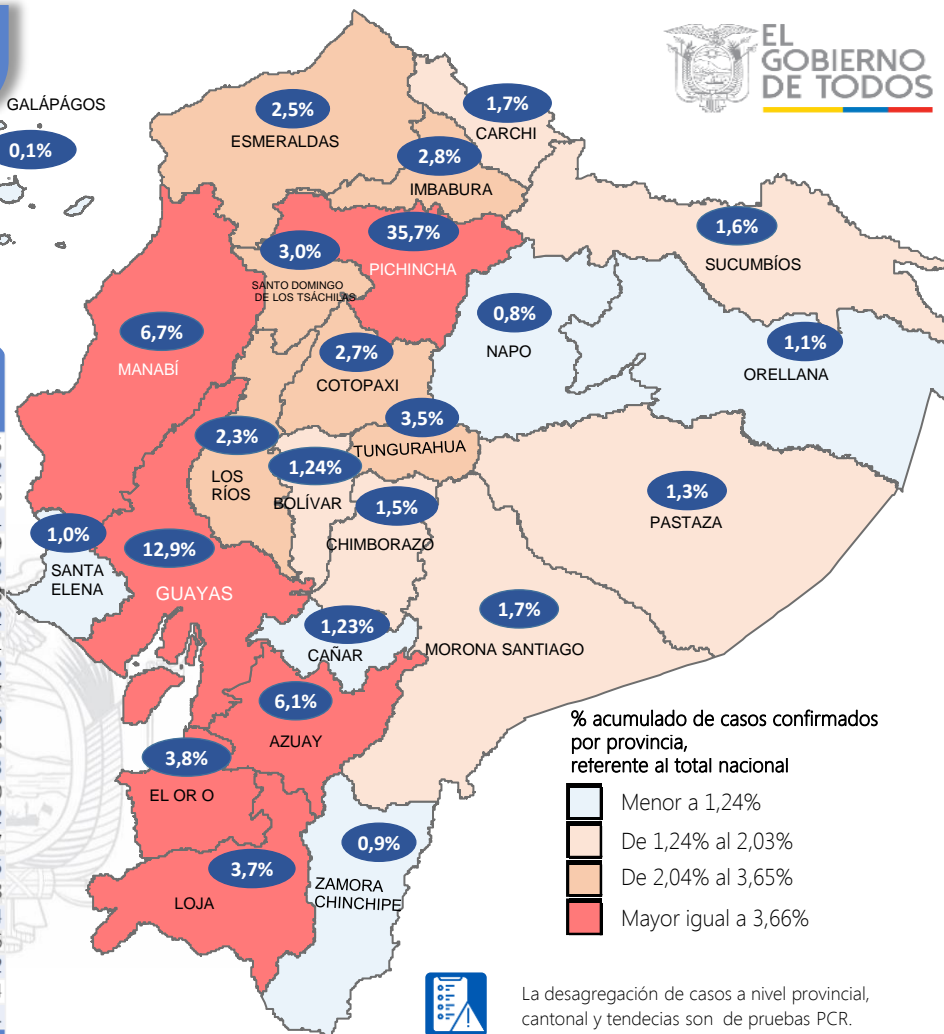 EL
GOBIERNO
DE TODOS
GALÁPÁGOS
0,1%
2,5%
ESMERALDAS
1,7%
CARCHI
2,8%
IMBABURA
1,6%
SUCUMBÍOS
35,7%
PICHINCHA
3,0%
SANTO DOMINGO
DE LOS TSÁCHILAS
0,8%
NAPO
1,1%
ORELLANA
6,7%
MANABÍ
2,7%
COTOPAXI
3,5%
TUNGURAHUA
2,3%
LOS
RÍOS
1,24%
BOLÍVAR
1,5%
CHIMBORAZO
1,3%
PASTAZA
1,0%
SANTA
ELENA
12,9%
GUAYAS
1,23%
CAÑAR
1,7%
MORONA SANTIAGO
6,1%
AZUAY
3,8%
EL OR O
3,7%
LOJA
0,9%
ZAMORA
CHINCHIPE
% acumulado de casos confirmados
por provincia,
referente al total nacional
Menor a 1,24%
De 1,24% al 2,03%
De 2,04% al 3,65%
Mayor igual a 3,66%
La desagregación de casos a nivel provincial,
cantonal y tendecias son de pruebas PCR.